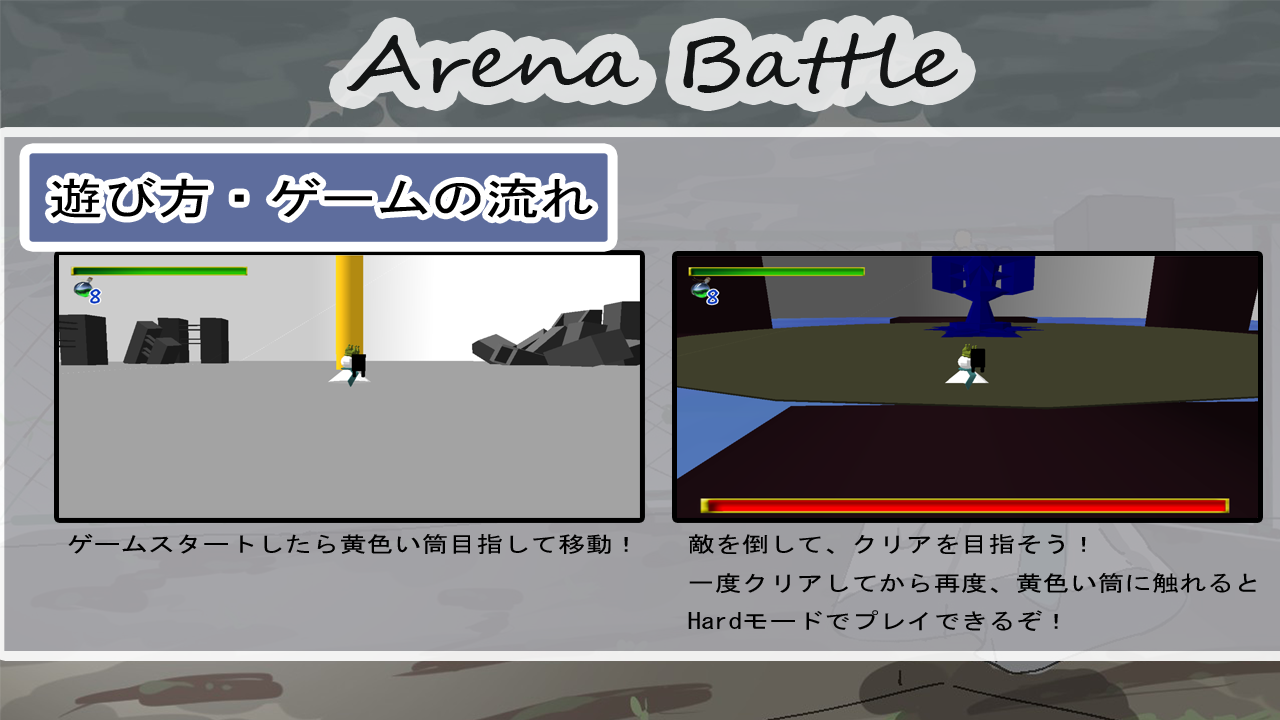 Arena Battle
遊び方・ゲームの流れ
8
8
ゲームスタートしたら黄色い筒目指して移動！
敵を倒して、クリアを目指そう！
一度クリアしてから再度、黄色い筒に触れると
Hardモードでプレイできるぞ！